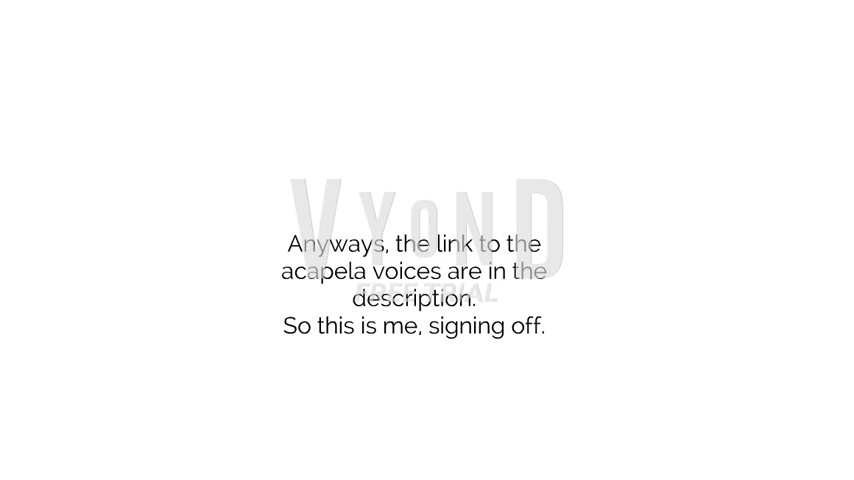 VYOND
Anyways, the link to the
acapela voices are in the
FREE TRIAL
description.
So this is me, signing off.